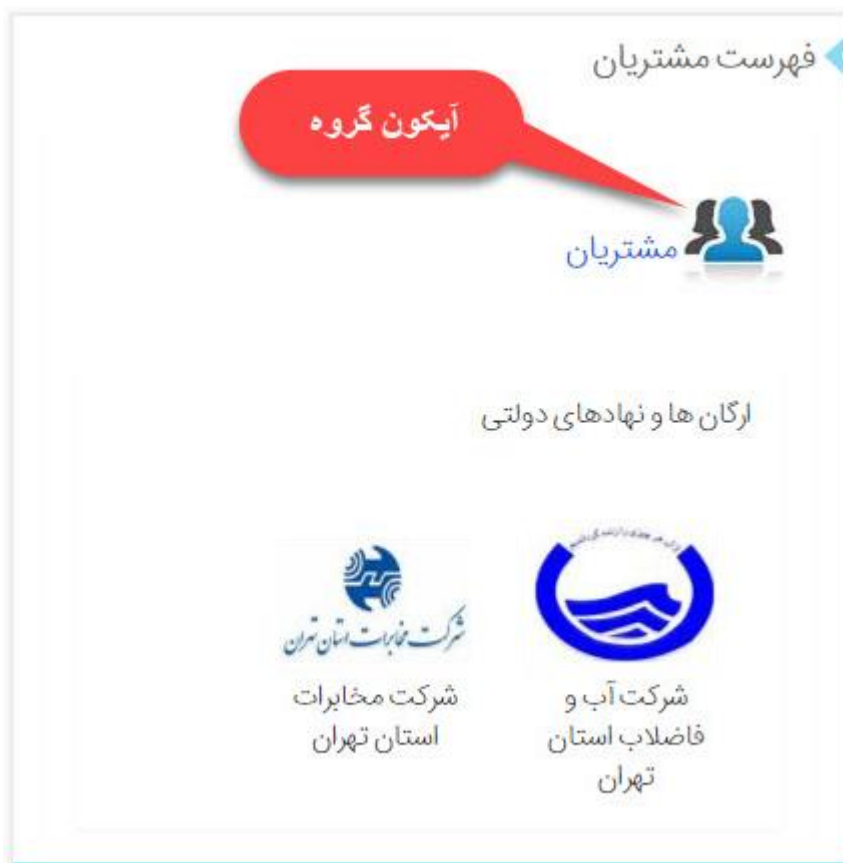 فهرست مشتریان
آیکون گروه
مشتریان
ارگان ها و نهادهای دولتی
شرکت مخابرات استان تهران
شرکت آب و
فاضلاب استان
تهران
شرکت مخابرات
استان تهران